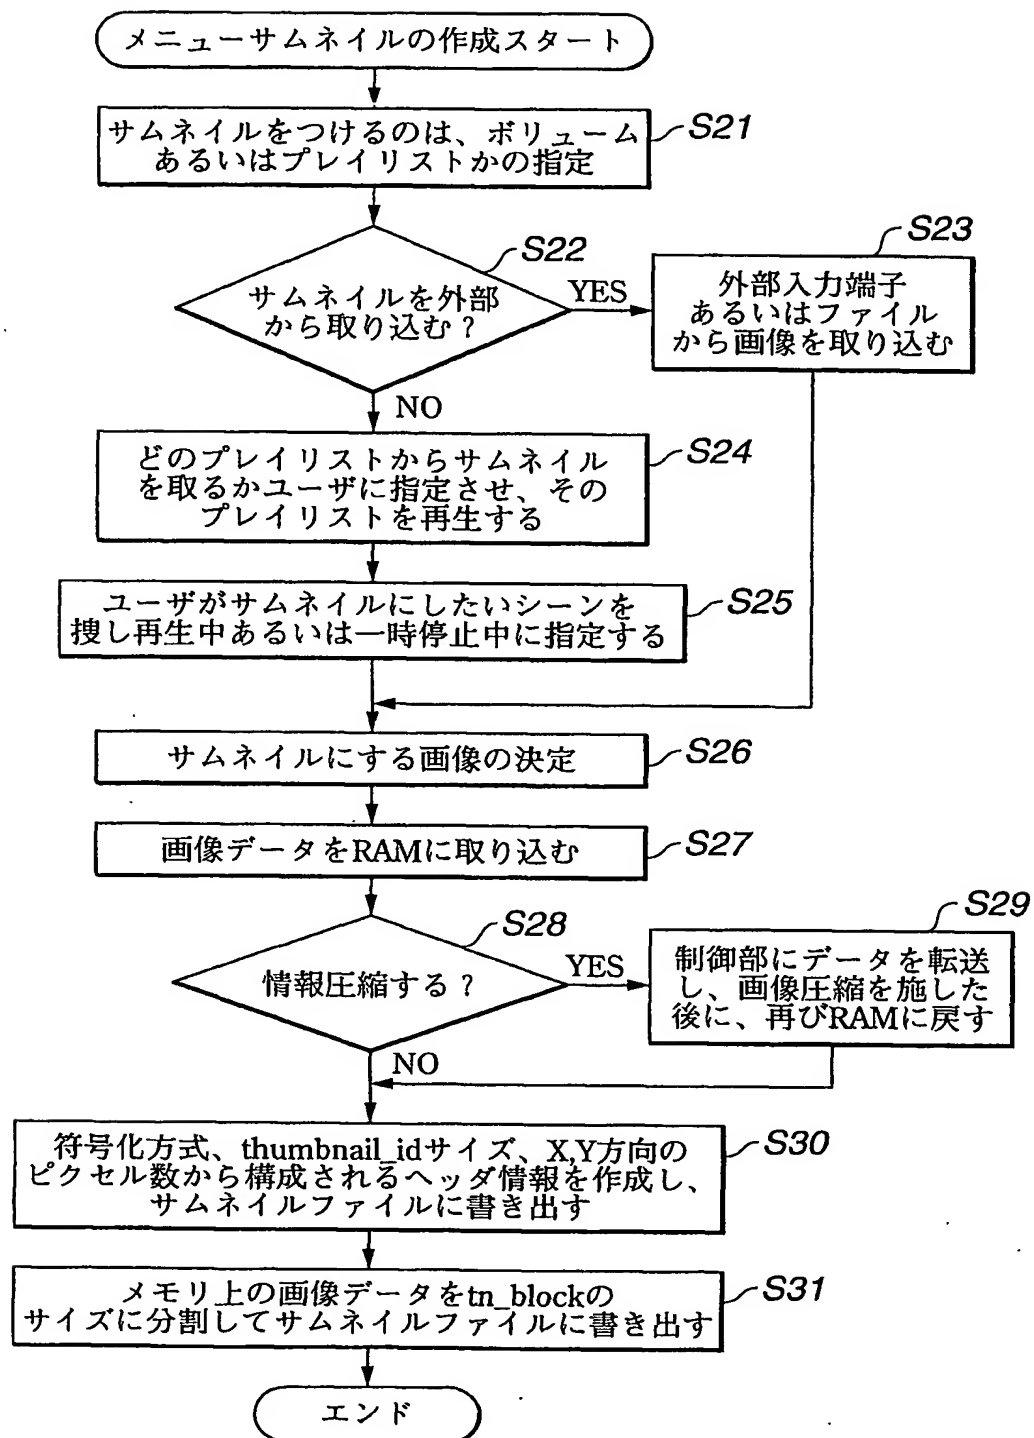 メニューサムネイルの作成スタート
サムネイルをつけるのは、ボリューム
あるいはプレイリストかの指定
S21
サムネイルを外部
から取り込む?
S22
YES
外部入力端子
あるいはファイル
から画像を取り込む
S23
NO
どのプレイリストからサムネイル
を取るかユーザに指定させ、その
プレイリストを再生する
S24
ユーザがサムネイルにしたいシーンを
捜し再生中あるいは一時停止中に指定する
S25
サムネイルにする画像の決定
S26
画像データをRAMに取り込む
S27
情報圧縮する?
S28
YES
制御部にデータを転送
し、画像圧縮を施した
後に、再びRAMに戻す
S29
NO
符号化方式、thumbnail_idサイズ、X,Y方向の
ピクセル数から構成されるヘッダ情報を作成し、
サムネイルファイルに書き出す
S30
メモリ上の画像データをtn_blockの
サイズに分割してサムネイルファイルに書き出す
S31
エンド